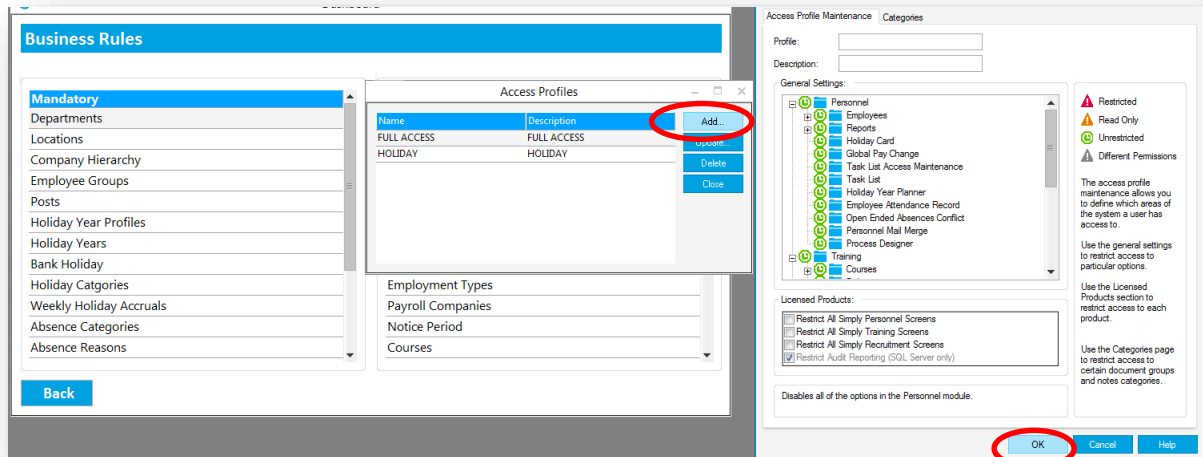 Business Rules
Mandatory
Departments
Locations
Company Hierarchy
Employee Groups
Posts
Holiday Year Profiles
Holiday Years
Bank Holiday
Holiday Catgories
Weekly Holiday Accruals
Absence Categories
Absence Reasons
Back
Access Profiles
Name Description
FULL ACCESS FULL ACCESS
HOLIDAY HOLIDAY
Add...
Update...
Delete
Close
Employment Types
Payroll Companies
Notice Period
Courses
Access Profile Maintenance Categories
Profile:
Description:
General Settings:
Personnel
Employees
Reports
Holiday Card
Global Pay Change
Task List Access Maintenance
Task List
Holiday Year Planner
Employee Attendance Record
Open Ended Absences Conflict
Personnel Mail Merge
Process Designer
Training
Courses
Licensed Products:
Restrict All Simply Personnel Screens
Restrict All Simply Training Screens
Restrict All Simply Recruitment Screens
Restrict Audit Reporting (SQL Server only)
Disables all of the options in the Personnel module.
Restricted
Read Only
Unrestricted
Different Permissions
The access profile
maintenance allows you
to define which areas of
the system a user has
access to.
Use the general settings
to restrict access to
particular options.
Use the Licensed
Products section to
restrict access to each
product.
Use the Categories page
to restrict access to
certain document groups
and notes categories.
OK Cancel Help